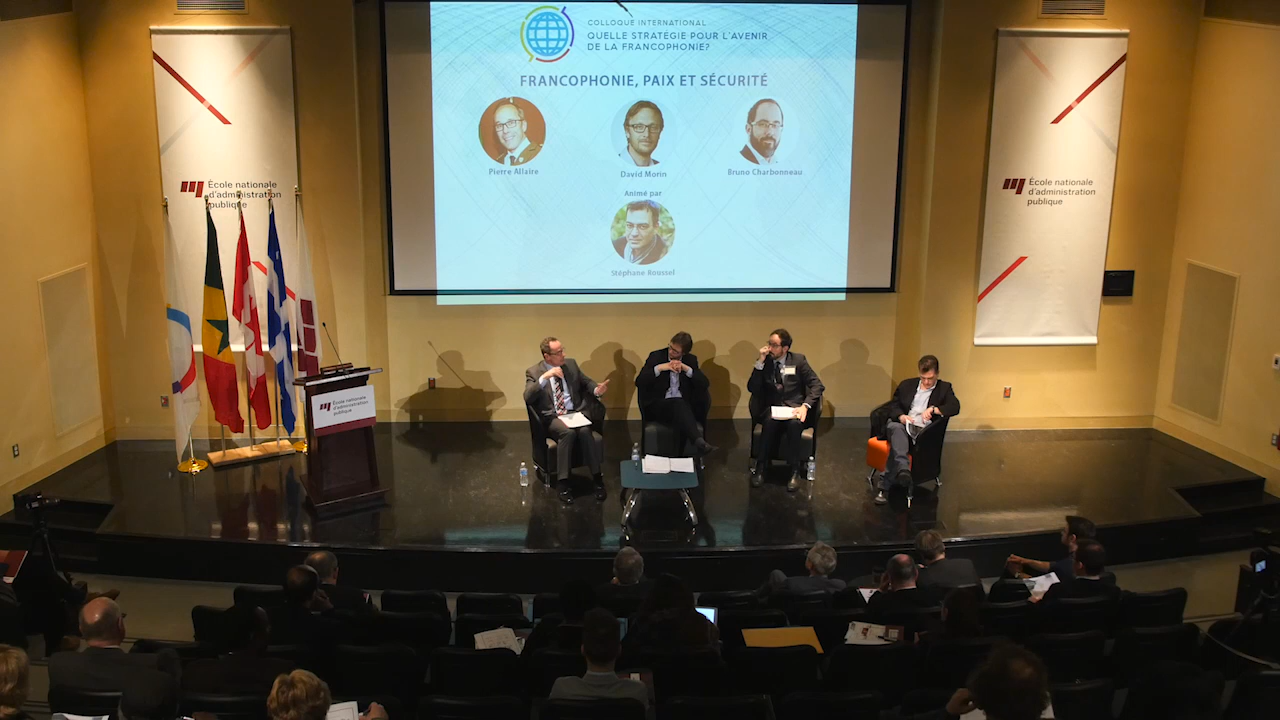 COLLOQUE INTERNATIONAL
QUELLE STRATÉGIE POUR L'AVENIR
DE LA FRANCOPHONIE?
FRANCOPHONIE, PAIX ET SÉCURITÉ
Pierre Allaire
David Morin
Bruno Charbonneau
Animé par
Stéphane Roussel
École nationale
d'administration
publique
École nationale
d'administration
publique
École nationale
d'administration
publique